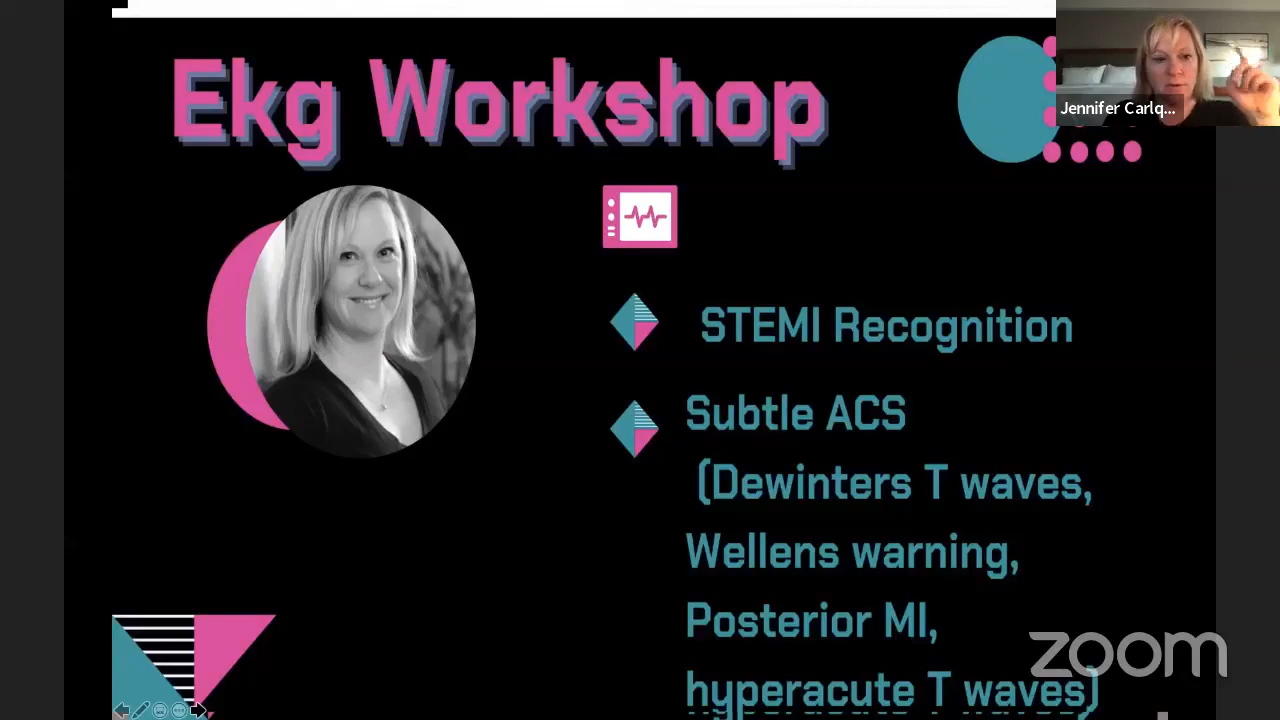 Ekg Workshop
Jennifer Carlq...
STEMI Recognition
Subtle ACS
(Dewinters T waves,
Wellens warning,
Posterior MI,
hyperacute T waves)
zoom